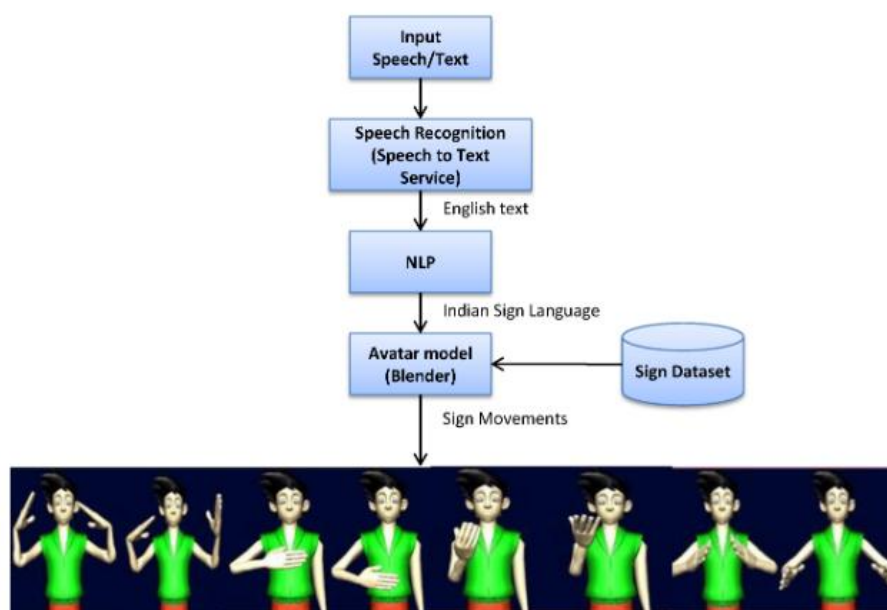 Input
Speech/Text
Speech Recognition
(Speech to Text
Service)
English text
NLP
Indian Sign Language
Avatar model
(Blender)
Sign Dataset
Sign Movements